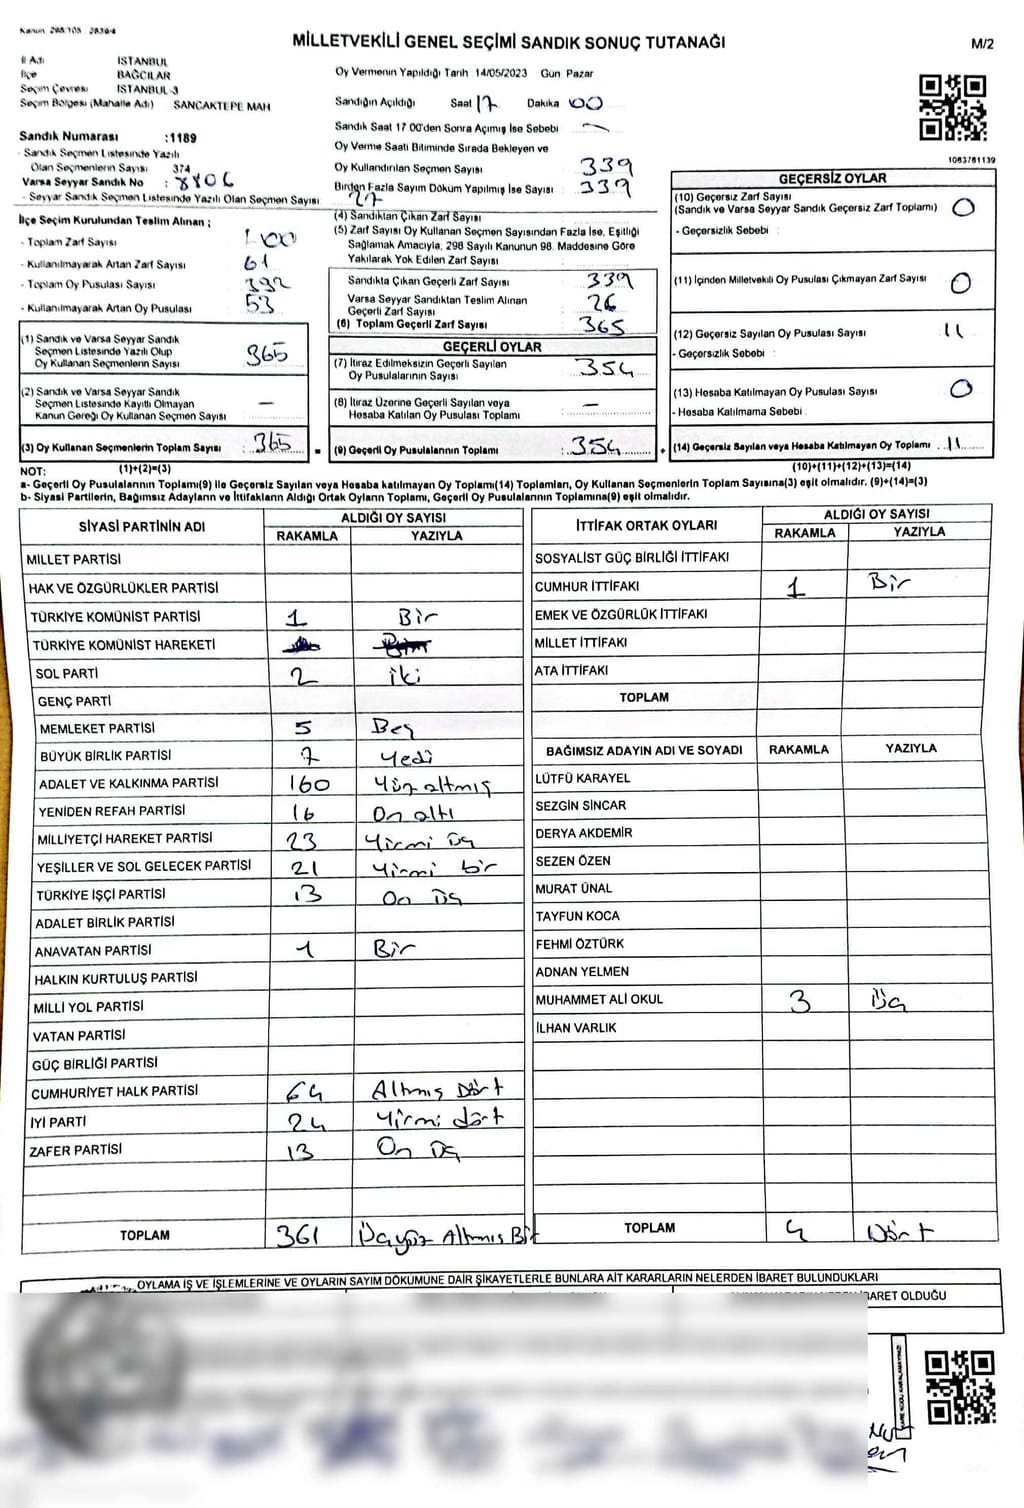 Kanun 298/105 - 2839/4
MİLLETVEKİLİ GENEL SEÇİMİ SANDIK SONUÇ TUTANAĞI
M/2
İl Adı İSTANBUL
İlçe BAĞCILAR
Seçim Çevresi İSTANBUL-3
Seçim Bölgesi (Mahalle Adı) SANCAKTEPE MAH
Sandık Numarası :1189
- Sandık Seçmen Listesinde Yazılı
Olan Seçmenlerin Sayısı 374
Varsa Seyyar Sandık No : 8806
- Seyyar Sandık Seçmen Listesinde Yazılı Olan Seçmen Sayısı 27
İlçe Seçim Kurulundan Teslim Alınan ;
- Toplam Zarf Sayısı 400
- Kullanılmayarak Artan Zarf Sayısı 61
- Toplam Oy Pusulası Sayısı 392
- Kullanılmayarak Artan Oy Pusulası 53
(1) Sandık ve Varsa Seyyar Sandık
Seçmen Listesinde Yazılı Olup
Oy Kullanan Seçmenlerin Sayısı 365
(2) Sandık ve Varsa Seyyar Sandık
Seçmen Listesinde Kayıtlı Olmayan
Kanun Gereği Oy Kullanan Seçmen Sayısı —
(3) Oy Kullanan Seçmenlerin Toplam Sayısı : 365
Oy Vermenin Yapıldığı Tarih 14/05/2023 Gün Pazar
Sandığın Açıldığı Saat 17 Dakika 00
Sandık Saat 17 00'den Sonra Açımış İse Sebebi
Oy Verme Saati Bitiminde Sırada Bekleyen ve
Oy Kullandırılan Seçmen Sayısı 339
Birden Fazla Sayım Döküm Yapılmış İse Sayısı : 339
(4) Sandıktan Çıkan Zarf Sayısı
(5) Zarf Sayısı Oy Kullanan Seçmen Sayısından Fazla İse, Eşitliği
Sağlamak Amacıyla, 298 Sayılı Kanunun 98. Maddesine Göre
Yakılarak Yok Edilen Zarf Sayısı
Sandıkta Çıkan Geçerli Zarf Sayısı : 339
Varsa Seyyar Sandıktan Teslim Alınan
Geçerli Zarf Sayısı 26
(6) Toplam Geçerli Zarf Sayısı 365
GEÇERLİ OYLAR
(7) İtiraz Edilmeksizin Geçerli Sayılan
Oy Pusulalarının Sayısı : 354
(8) İtiraz Üzerine Geçerli Sayılan veya
Hesaba Katılan Oy Pusulası Toplamı : —
= (9) Geçerli Oy Pusulalarının Toplamı : 354
1083781139
GEÇERSİZ OYLAR
(10) Geçersiz Zarf Sayısı
(Sandık ve Varsa Seyyar Sandık Geçersiz Zarf Toplamı) 0
- Geçersizlik Sebebi :
(11) İçinden Milletvekili Oy Pusulası Çıkmayan Zarf Sayısı 0
(12) Geçersiz Sayılan Oy Pusulası Sayısı 11
- Geçersizlik Sebebi :
(13) Hesaba Katılmayan Oy Pusulası Sayısı 0
- Hesaba Katılmama Sebebi :
+ (14) Geçersiz Sayılan veya Hesaba Katılmayan Oy Toplamı : 11
NOT: (1)+(2)=(3) (10)+(11)+(12)+(13)=(14)
a- Geçerli Oy Pusulalarının Toplamı(9) ile Geçersiz Sayılan veya Hesaba katılmayan Oy Toplamı(14) Toplamları, Oy Kullanan Seçmenlerin Toplam Sayısına(3) eşit olmalıdır. (9)+(14)=(3)
b- Siyasi Partilerin, Bağımsız Adayların ve İttifakların Aldığı Ortak Oyların Toplamı, Geçerli Oy Pusulalarının Toplamına(9) eşit olmalıdır.
SİYASİ PARTİNİN ADI ALDIĞI OY SAYISI
RAKAMLA YAZIYLA
MİLLET PARTİSİ
HAK VE ÖZGÜRLÜKLER PARTİSİ
TÜRKİYE KOMÜNİST PARTİSİ 1 Bir
TÜRKİYE KOMÜNİST HAREKETİ
SOL PARTİ 2 iki
GENÇ PARTİ
MEMLEKET PARTİSİ 5 Beş
BÜYÜK BİRLİK PARTİSİ 7 Yedi
ADALET VE KALKINMA PARTİSİ 160 Yüz altmış
YENİDEN REFAH PARTİSİ 16 On altı
MİLLİYETÇİ HAREKET PARTİSİ 23 Yirmi üç
YEŞİLLER VE SOL GELECEK PARTİSİ 21 Yirmi bir
TÜRKİYE İŞÇİ PARTİSİ 13 On üç
ADALET BİRLİK PARTİSİ
ANAVATAN PARTİSİ 1 Bir
HALKIN KURTULUŞ PARTİSİ
MİLLİ YOL PARTİSİ
VATAN PARTİSİ
GÜÇ BİRLİĞİ PARTİSİ
CUMHURİYET HALK PARTİSİ 64 Altmış Dört
İYİ PARTİ 24 Yirmi dört
ZAFER PARTİSİ 13 On üç
TOPLAM 361 Üçyüz Altmış Bir
İTTİFAK ORTAK OYLARI ALDIĞI OY SAYISI
RAKAMLA YAZIYLA
SOSYALİST GÜÇ BİRLİĞİ İTTİFAKI
CUMHUR İTTİFAKI 1 Bir
EMEK VE ÖZGÜRLÜK İTTİFAKI
MİLLET İTTİFAKI
ATA İTTİFAKI
TOPLAM
BAĞIMSIZ ADAYIN ADI VE SOYADI RAKAMLA YAZIYLA
LÜTFÜ KARAYEL
SEZGİN SİNCAR
DERYA AKDEMİR
SEZEN ÖZEN
MURAT ÜNAL
TAYFUN KOCA
FEHMİ ÖZTÜRK
ADNAN YELMEN
MUHAMMET ALİ OKUL 3 Üç
İLHAN VARLIK
TOPLAM 4 Dört
OYLAMA İŞ VE İŞLEMLERİNE VE OYLARIN SAYIM DÖKÜMÜNE DAİR ŞİKAYETLERLE BUNLARA AİT KARARLARIN NELERDEN İBARET BULUNDUKLARI
İBARET OLDUĞU
KARE KODU KARALAMAYINIZ!